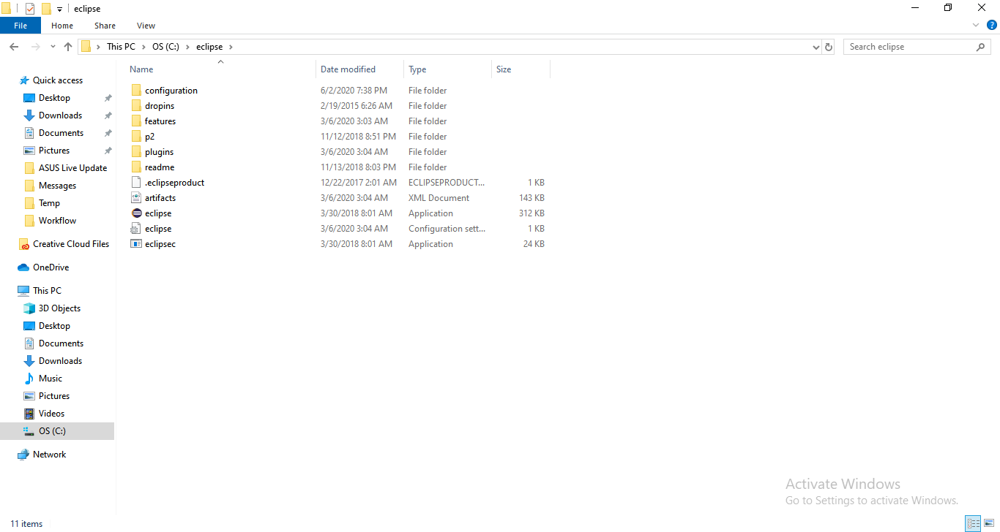 eclipse
File Home Share View
This PC > OS (C:) > eclipse >
Search eclipse
Name Date modified Type Size
Quick access
Desktop
Downloads
Documents
Pictures
ASUS Live Update
Messages
Temp
Workflow
Creative Cloud Files
OneDrive
This PC
3D Objects
Desktop
Documents
Downloads
Music
Pictures
Videos
OS (C:)
Network
configuration 6/2/2020 7:38 PM File folder
dropins 2/19/2015 6:26 AM File folder
features 3/6/2020 3:03 AM File folder
p2 11/12/2018 8:51 PM File folder
plugins 3/6/2020 3:04 AM File folder
readme 11/13/2018 8:03 PM File folder
.eclipseproduct 12/22/2017 2:01 AM ECLIPSEPRODUCT... 1 KB
artifacts 3/6/2020 3:04 AM XML Document 143 KB
eclipse 3/30/2018 8:01 AM Application 312 KB
eclipse 3/6/2020 3:04 AM Configuration sett... 1 KB
eclipsec 3/30/2018 8:01 AM Application 24 KB
Activate Windows
Go to Settings to activate Windows.
11 items